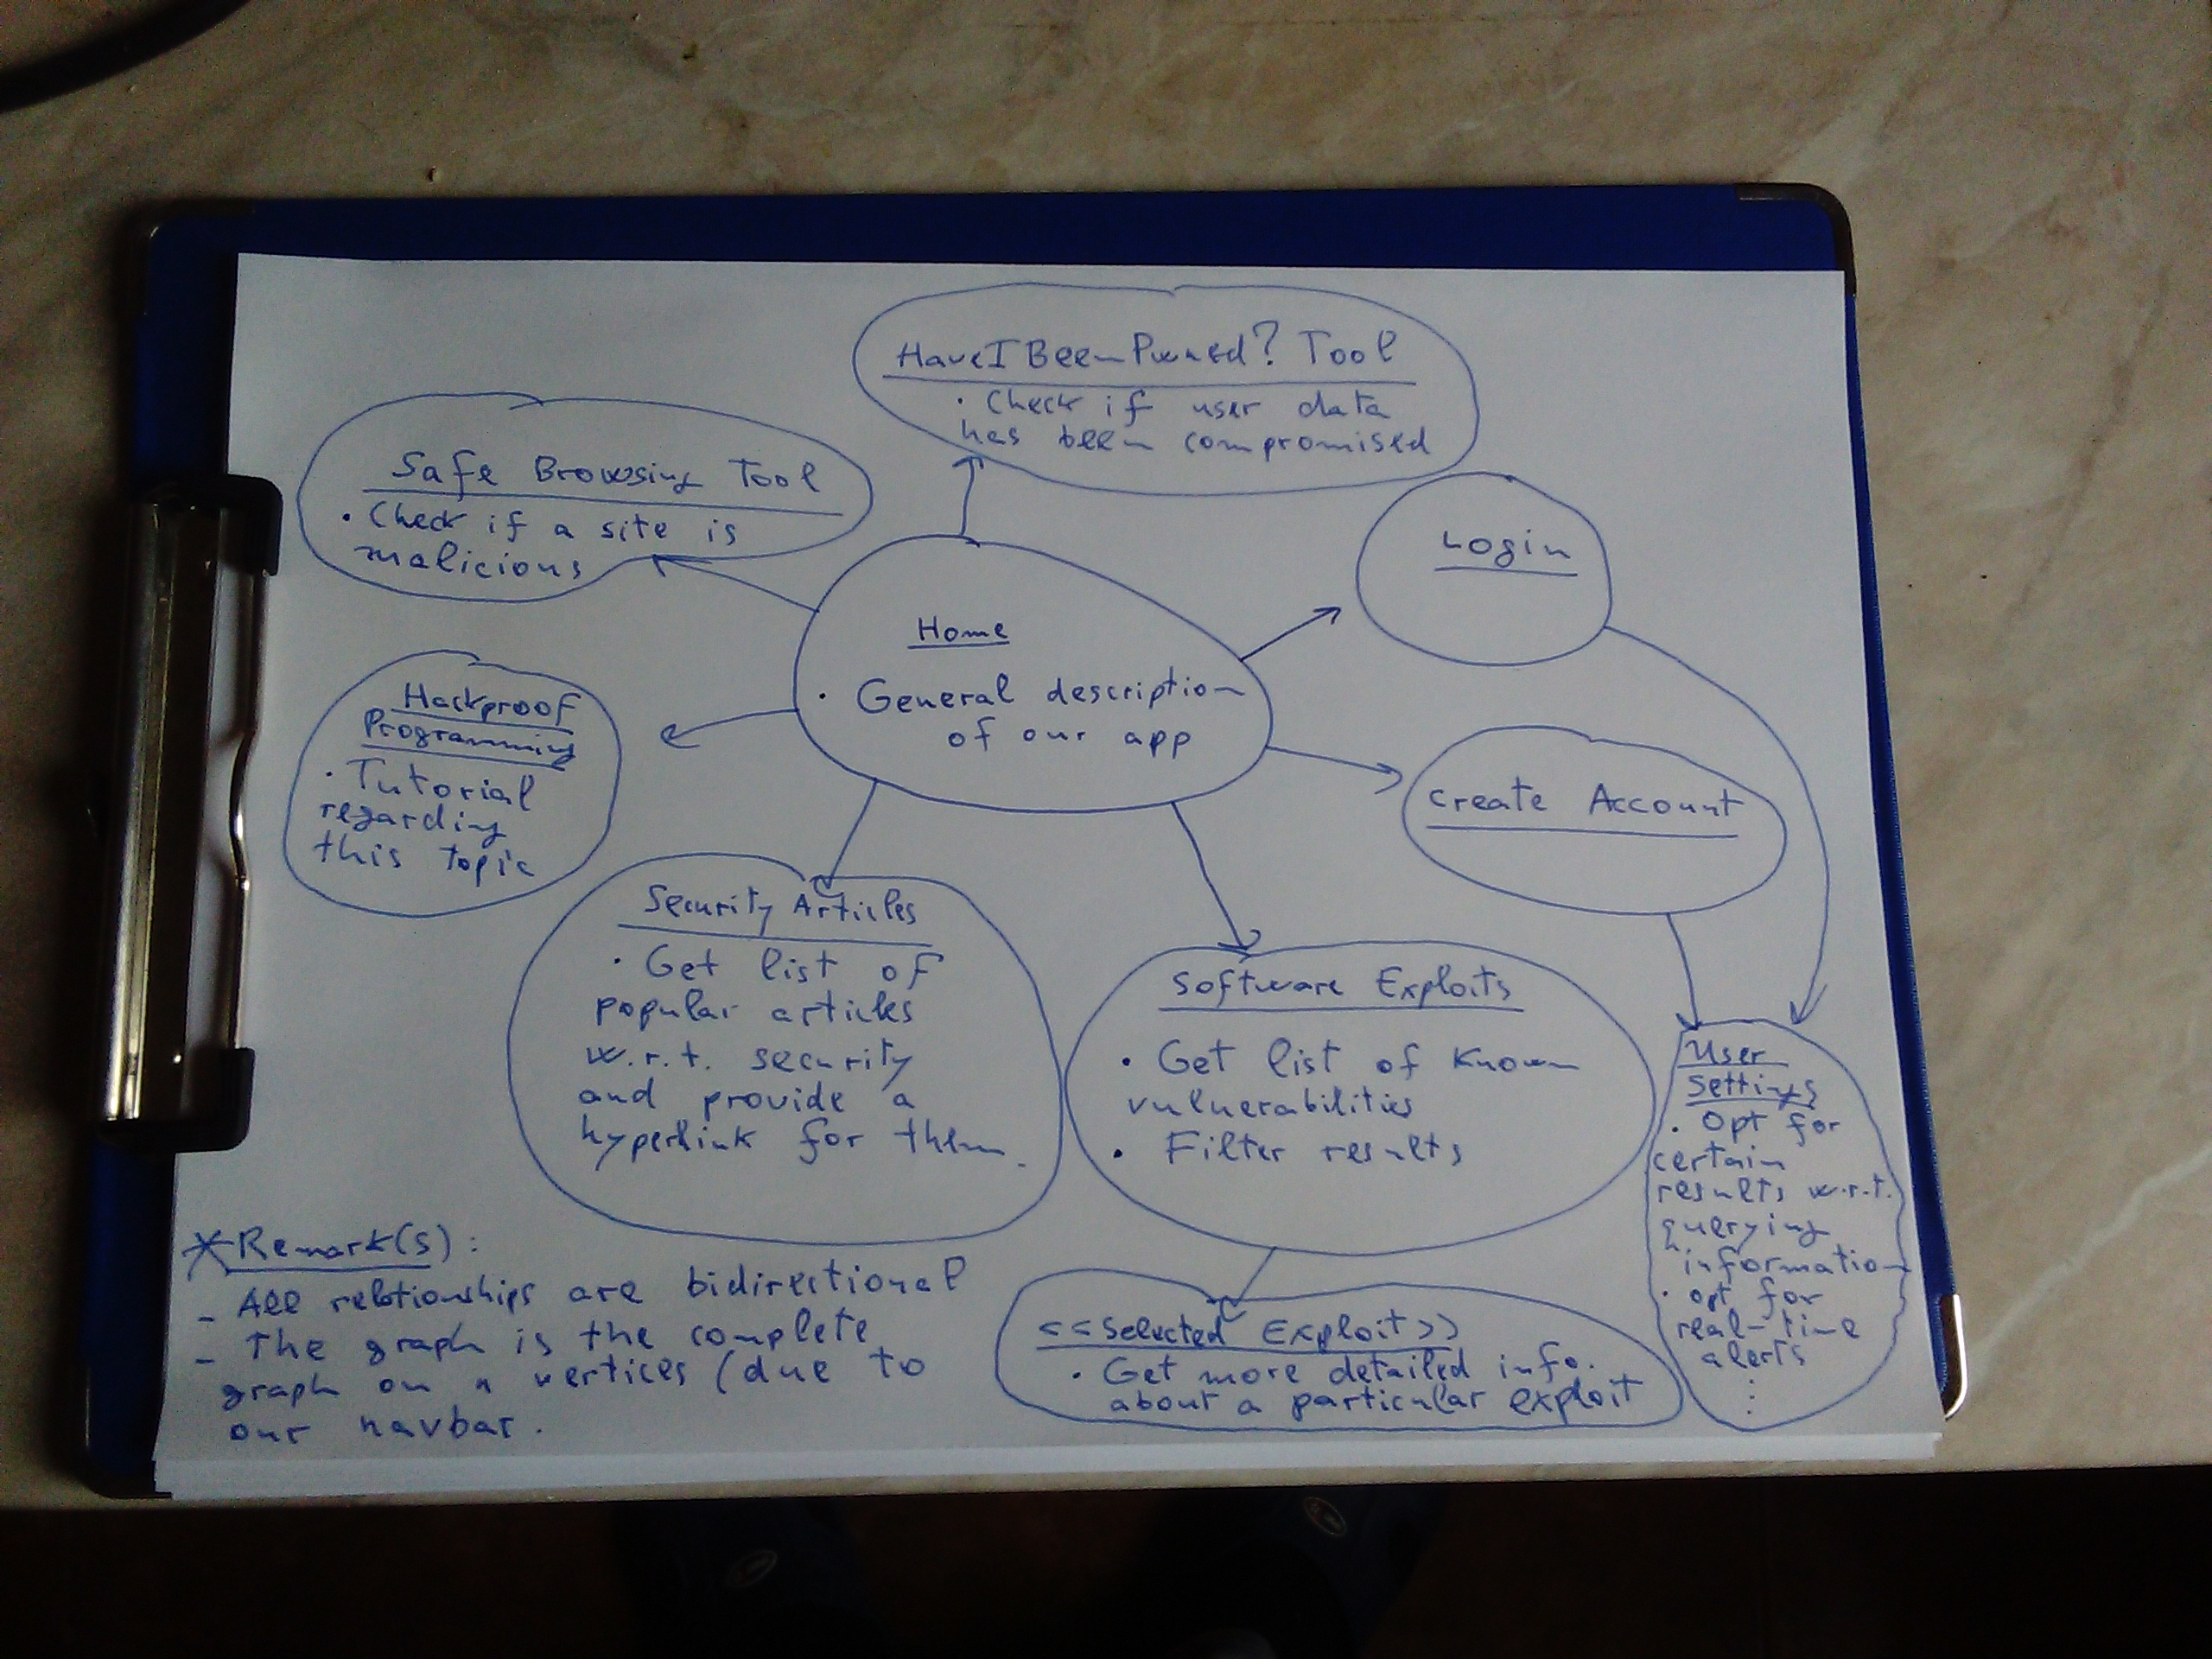 HaveIBeenPwned? Tool
· Check if user data
has been compromised
Safe Browsing Tool
· Check if a site is
malicious
Login
Home
· General description
of our app
Hackproof
Programming
· Tutorial
regarding
this topic
Create Account
Security Articles
· Get list of
popular articles
w.r.t. security
and provide a
hyperlink for them.
Software Exploits
· Get list of known
vulnerabilities
· Filter results
User
Settings
· Opt for
certain
results w.r.t.
querying
information
· opt for
real-time
alerts
⋮
<<Selected Exploit>>
· Get more detailed info.
about a particular exploit
* Remark(s):
- All relationships are bidirectional
- The graph is the complete
graph on n vertices (due to
our navbar.